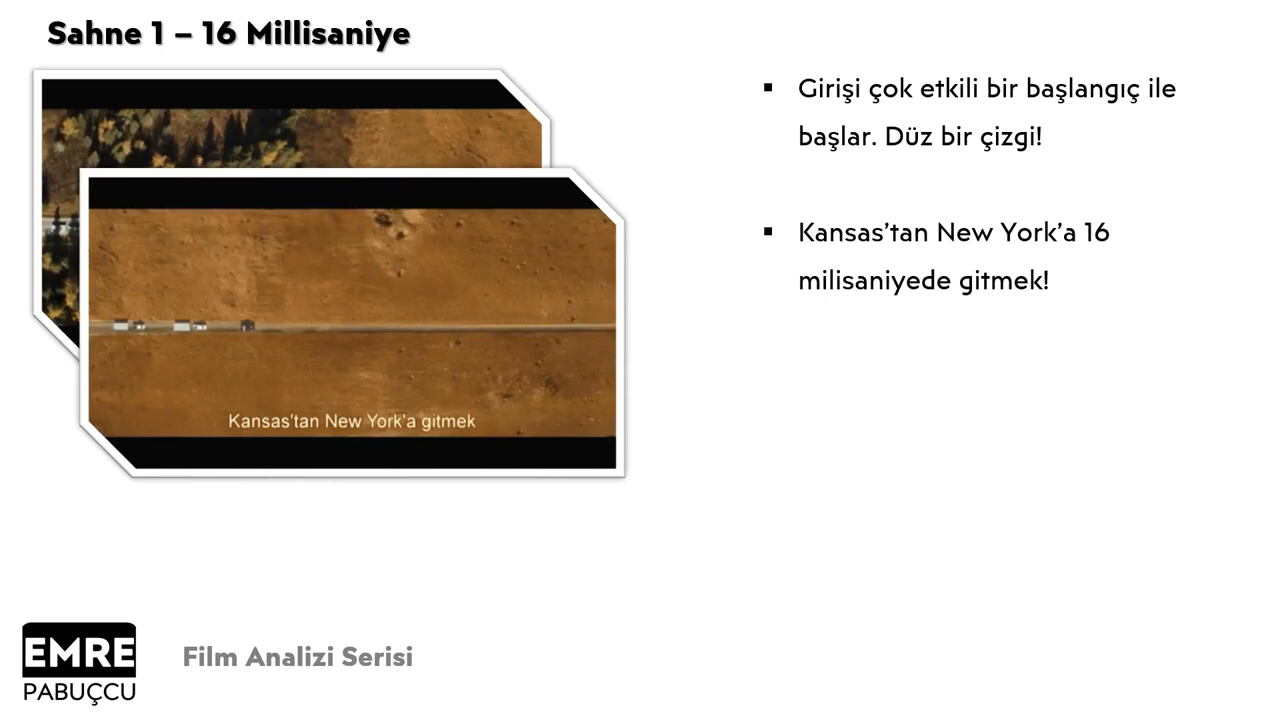 Sahne 1 – 16 Millisaniye
Girişi çok etkili bir başlangıç ile
başlar. Düz bir çizgi!
Kansas’tan New York’a 16
milisaniyede gitmek!
Kansas'tan New York'a gitmek
EMRE
PABUÇCU
Film Analizi Serisi